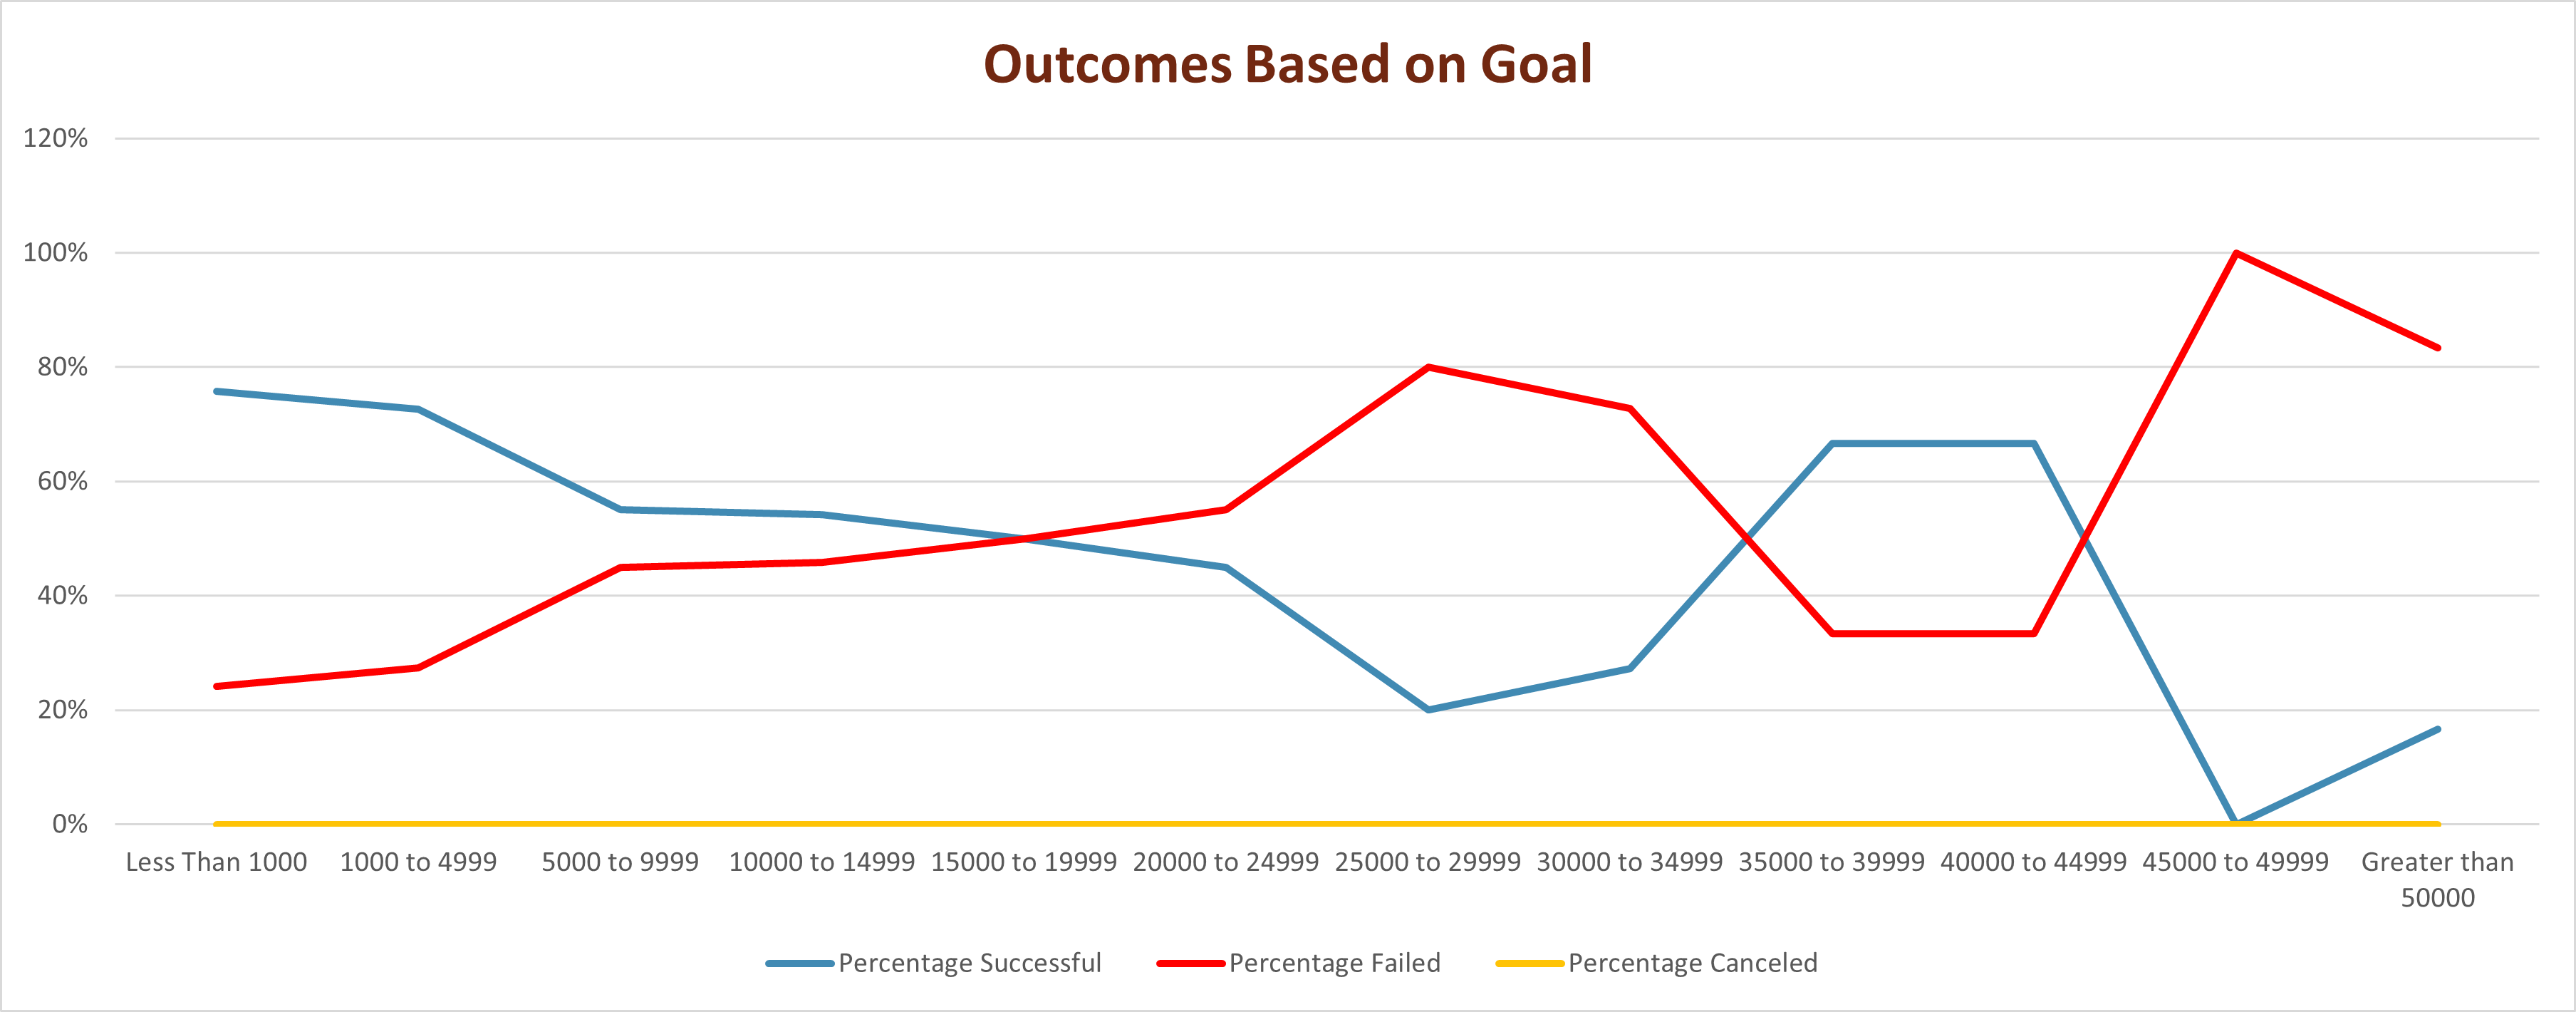 Outcomes Based on Goal
120%
100%
80%
60%
40%
20%
0%
Less Than 1000
1000 to 4999
5000 to 9999
10000 to 14999
15000 to 19999
20000 to 24999
25000 to 29999
30000 to 34999
35000 to 39999
40000 to 44999
45000 to 49999
Greater than
50000
Percentage Successful
Percentage Failed
Percentage Canceled